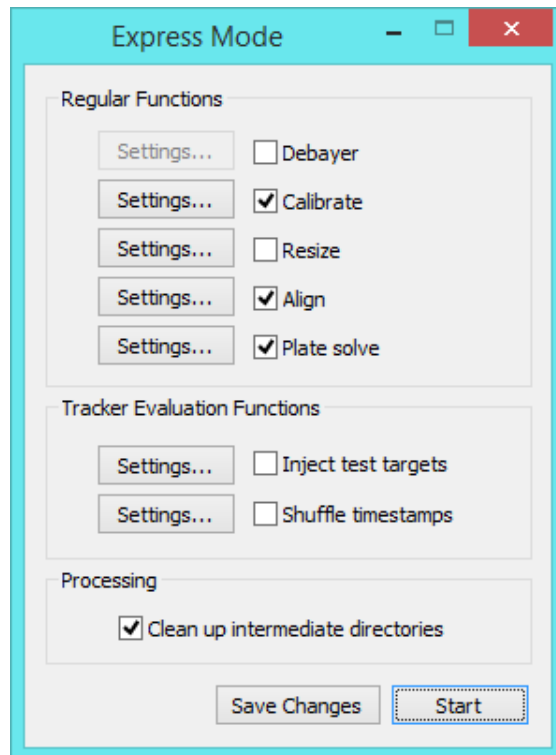 Express Mode
Regular Functions
Settings... Debayer
Settings... Calibrate
Settings... Resize
Settings... Align
Settings... Plate solve
Tracker Evaluation Functions
Settings... Inject test targets
Settings... Shuffle timestamps
Processing
Clean up intermediate directories
Save Changes Start